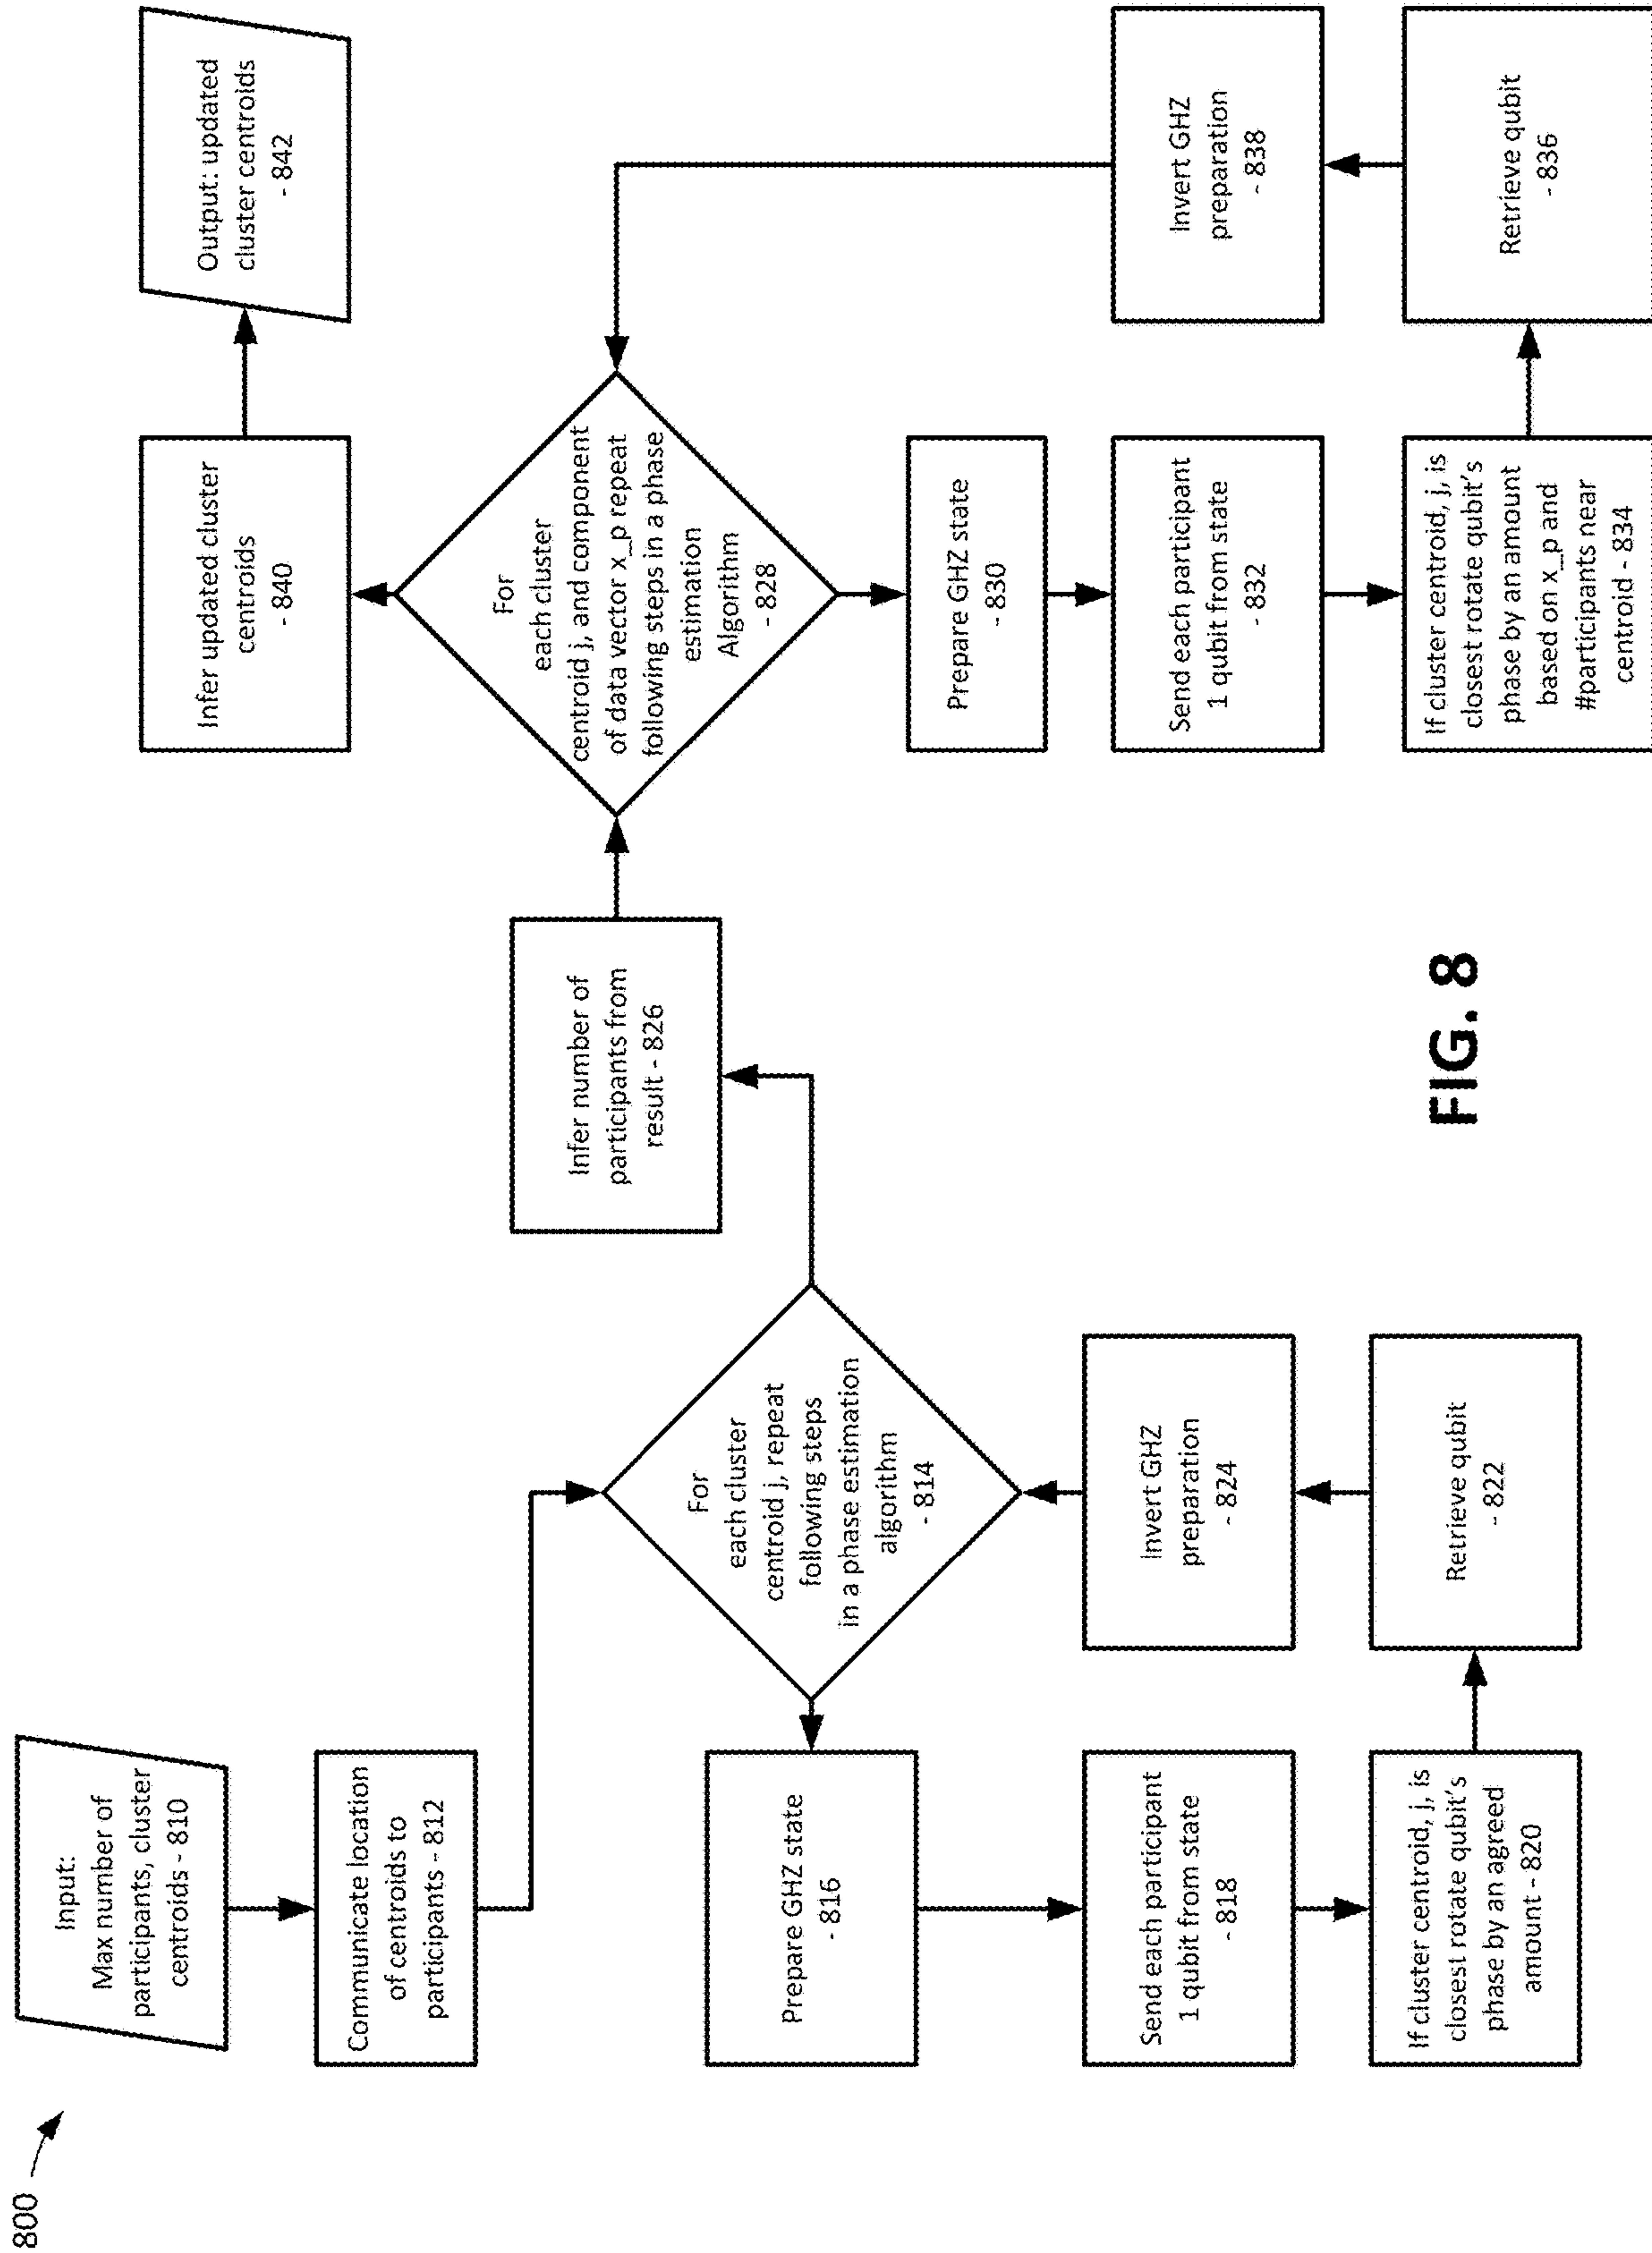 800
Input:
Max number of
participants, cluster
centroids - 810
Communicate location
of centroids to
participants - 812
For
each cluster
centroid j, repeat
following steps
in a phase estimation
algorithm
- 814
Prepare GHZ state
- 816
Send each participant
1 qubit from state
- 818
If cluster centroid, j, is
closest rotate qubit's
phase by an agreed
amount - 820
Retrieve qubit
- 822
Invert GHZ
preparation
- 824
Infer number of
participants from
result - 826
For
each cluster
centroid j, and component
of data vector x_p repeat
following steps in a phase
estimation
Algorithm
- 828
Prepare GHZ state
- 830
Send each participant
1 qubit from state
- 832
If cluster centroid, j, is
closest rotate qubit's
phase by an amount
based on x_p and
#participants near
centroid - 834
Retrieve qubit
- 836
Invert GHZ
preparation
- 838
Infer updated cluster
centroids
- 840
Output: updated
cluster centroids
- 842
FIG. 8